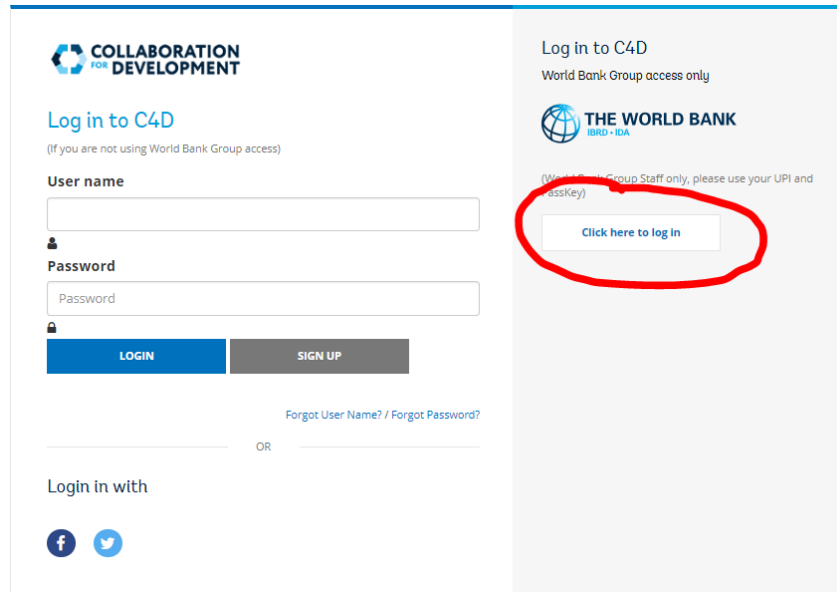 COLLABORATION
FOR DEVELOPMENT
Log in to C4D
(If you are not using World Bank Group access)
User name
Password
Password
LOGIN
SIGN UP
Forgot User Name? / Forgot Password?
OR
Login in with
Log in to C4D
World Bank Group access only
THE WORLD BANK
IBRD • IDA
(World Bank Group Staff only, please use your UPI and
PassKey)
Click here to log in